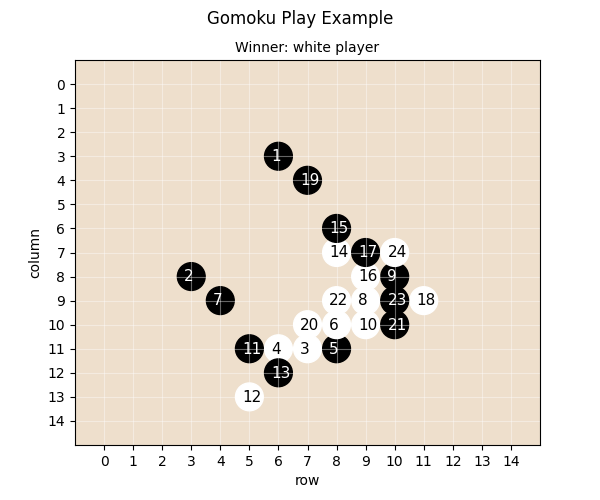 Gomoku Play Example
Winner: white player
0
1
2
3 1
4 19
5
6 15
7 14 17 24
8 2 16 9
9 7 22 8 23 18
10 20 6 10 21
11 11 4 3 5
12 13
13 12
14
0 1 2 3 4 5 6 7 8 9 10 11 12 13 14
column
row